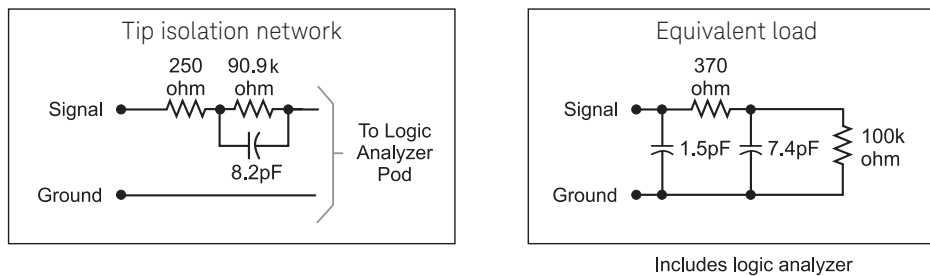 Tip isolation network
250
ohm
90.9k
ohm
Signal
8.2pF
Ground
To Logic
Analyzer
Pod
Equivalent load
370
ohm
Signal
1.5pF
7.4pF
100k
ohm
Ground
Includes logic analyzer